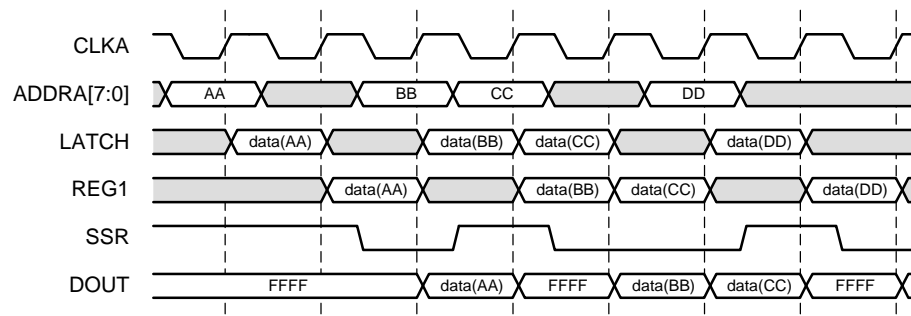 CLKA
ADDRA[7:0] AA BB CC DD
LATCH data(AA) data(BB) data(CC) data(DD)
REG1 data(AA) data(BB) data(CC) data(DD)
SSR
DOUT FFFF data(AA) FFFF data(BB) data(CC) FFFF